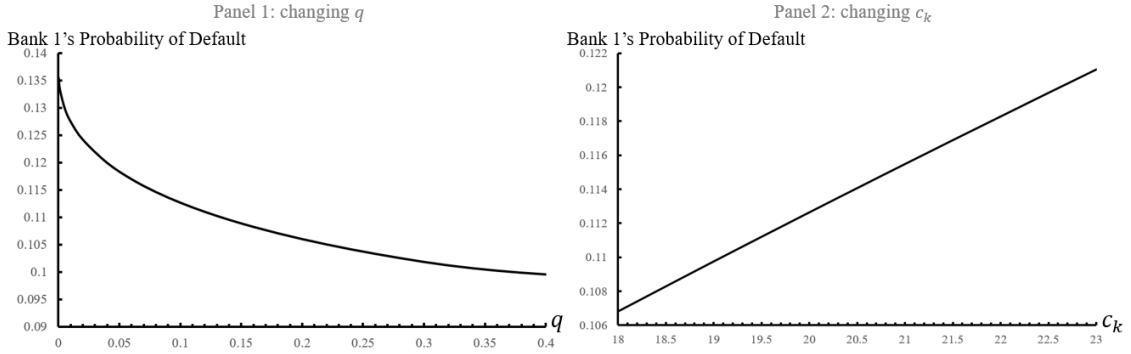 Panel 1: changing q
Bank 1's Probability of Default
0.14
0.135
0.13
0.125
0.12
0.115
0.11
0.105
0.1
0.095
0.09
0 0.05 0.1 0.15 0.2 0.25 0.3 0.35 0.4
q
Panel 2: changing c_k
Bank 1's Probability of Default
0.122
0.12
0.118
0.116
0.114
0.112
0.11
0.108
0.106
18 18.5 19 19.5 20 20.5 21 21.5 22 22.5 23
c_k